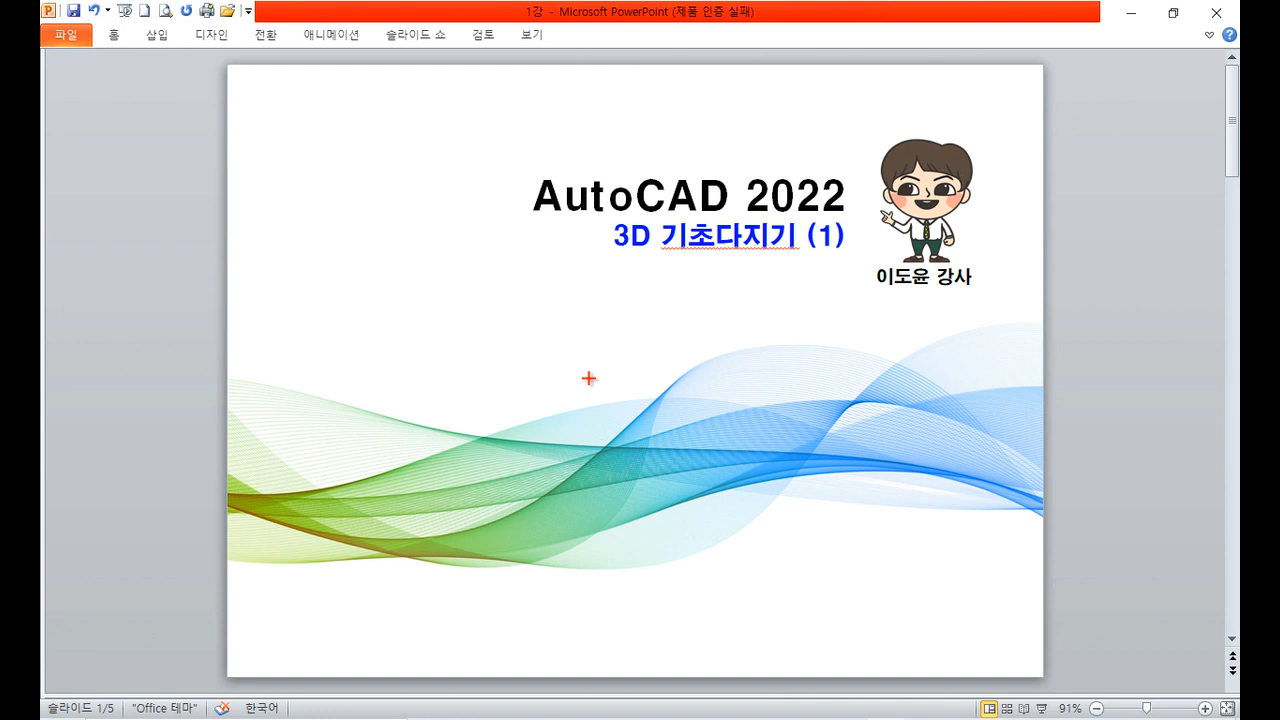 1강 - Microsoft PowerPoint (제품 인증 실패)
파일 홈 삽입 디자인 전환 애니메이션 슬라이드 쇼 검토 보기
AutoCAD 2022
3D 기초다지기 (1)
이도윤 강사
슬라이드 1/5 "Office 테마" 한국어 91%